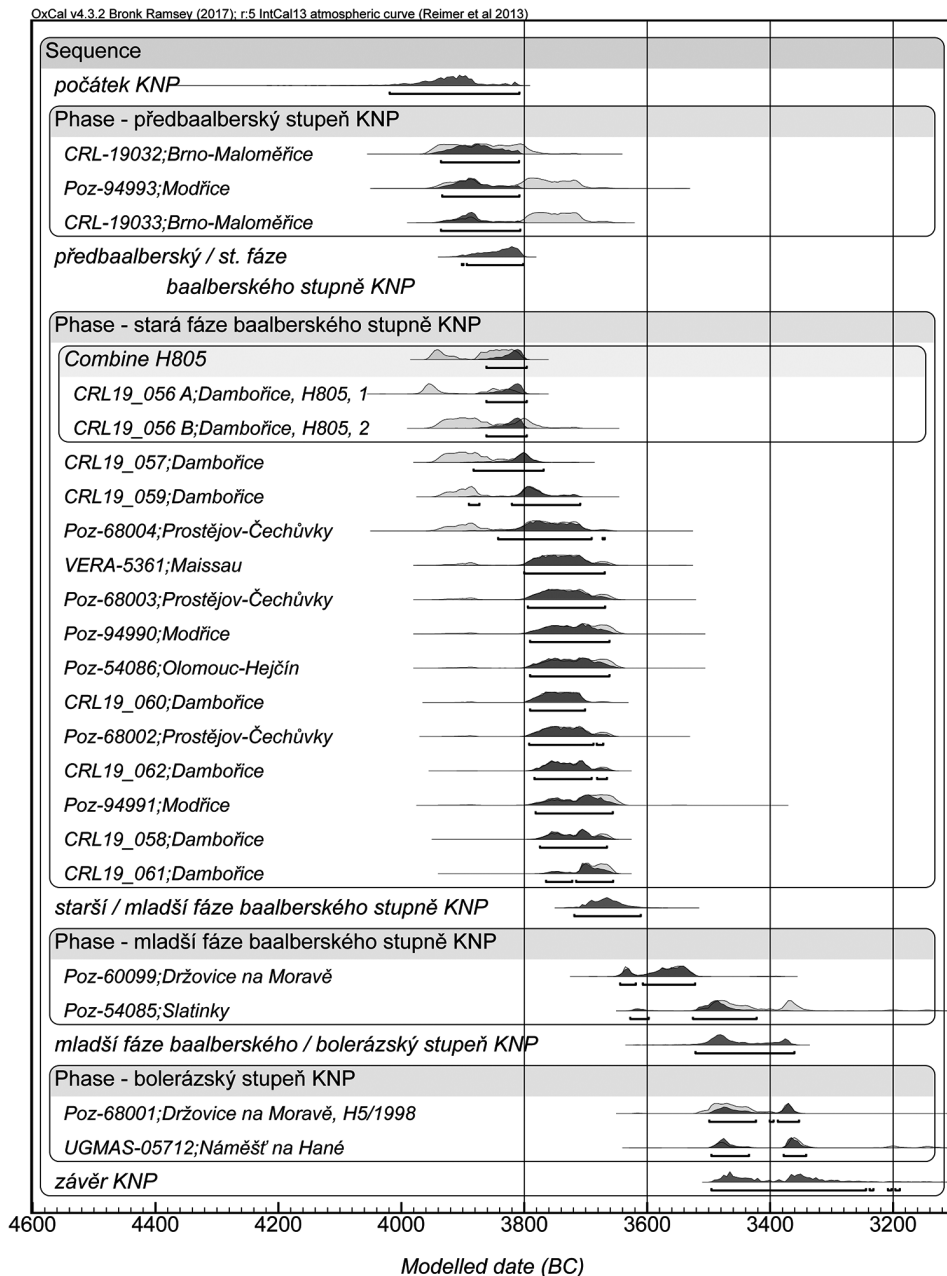 OxCal v4.3.2 Bronk Ramsey (2017); r:5 IntCal13 atmospheric curve (Reimer et al 2013)
Sequence
počátek KNP
Phase - předbaalberský stupeň KNP
CRL-19032;Brno-Maloměřice
Poz-94993;Modřice
CRL-19033;Brno-Maloměřice
předbaalberský / st. fáze
baalberského stupně KNP
Phase - stará fáze baalberského stupně KNP
Combine H805
CRL19_056 A;Dambořice, H805, 1
CRL19_056 B;Dambořice, H805, 2
CRL19_057;Dambořice
CRL19_059;Dambořice
Poz-68004;Prostějov-Čechůvky
VERA-5361;Maissau
Poz-68003;Prostějov-Čechůvky
Poz-94990;Modřice
Poz-54086;Olomouc-Hejčín
CRL19_060;Dambořice
Poz-68002;Prostějov-Čechůvky
CRL19_062;Dambořice
Poz-94991;Modřice
CRL19_058;Dambořice
CRL19_061;Dambořice
starší / mladší fáze baalberského stupně KNP
Phase - mladší fáze baalberského stupně KNP
Poz-60099;Držovice na Moravě
Poz-54085;Slatinky
mladší fáze baalberského / bolerázský stupeň KNP
Phase - bolerázský stupeň KNP
Poz-68001;Držovice na Moravě, H5/1998
UGMAS-05712;Náměšť na Hané
závěr KNP
4600 4400 4200 4000 3800 3600 3400 3200
Modelled date (BC)